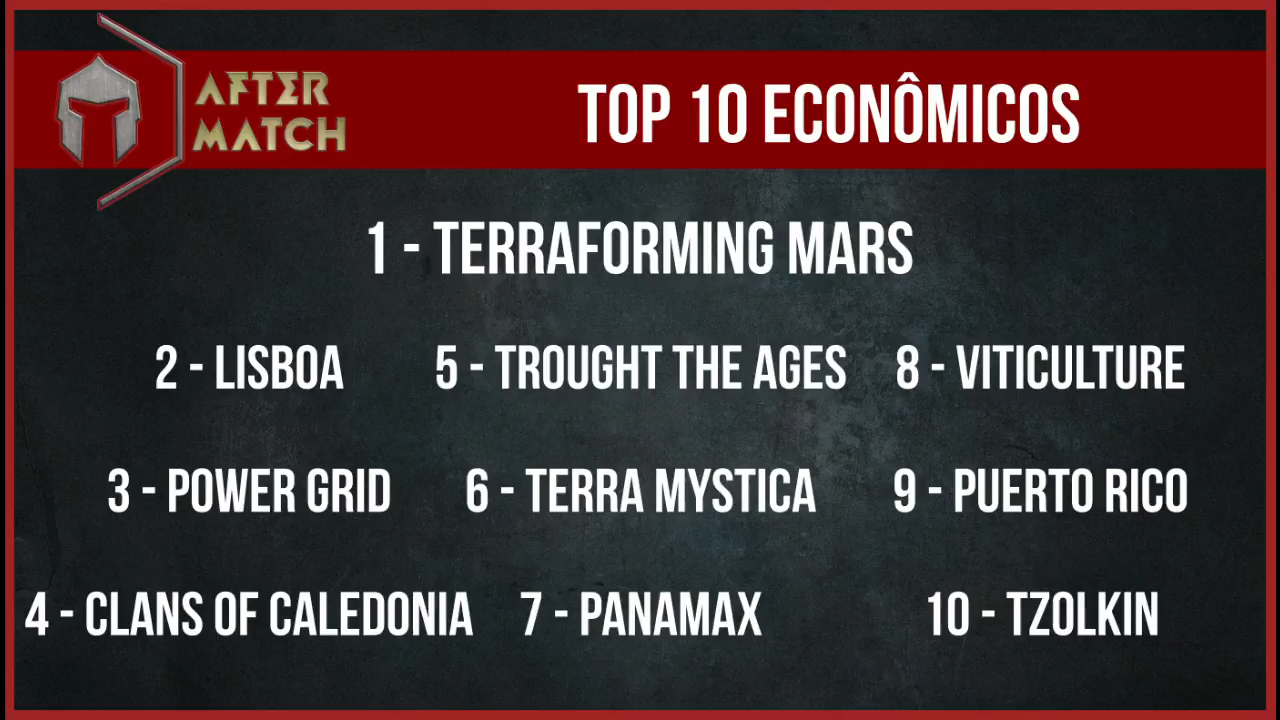 AFTER
MATCH
TOP 10 ECONÔMICOS
1 - TERRAFORMING MARS
2 - LISBOA
5 - TROUGHT THE AGES
8 - VITICULTURE
3 - POWER GRID
6 - TERRA MYSTICA
9 - PUERTO RICO
4 - CLANS OF CALEDONIA
7 - PANAMAX
10 - TZOLKIN